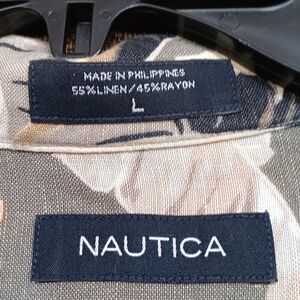 MADE IN PHILIPPINES
55% LINEN/45% RAYON
L
NAUTICA